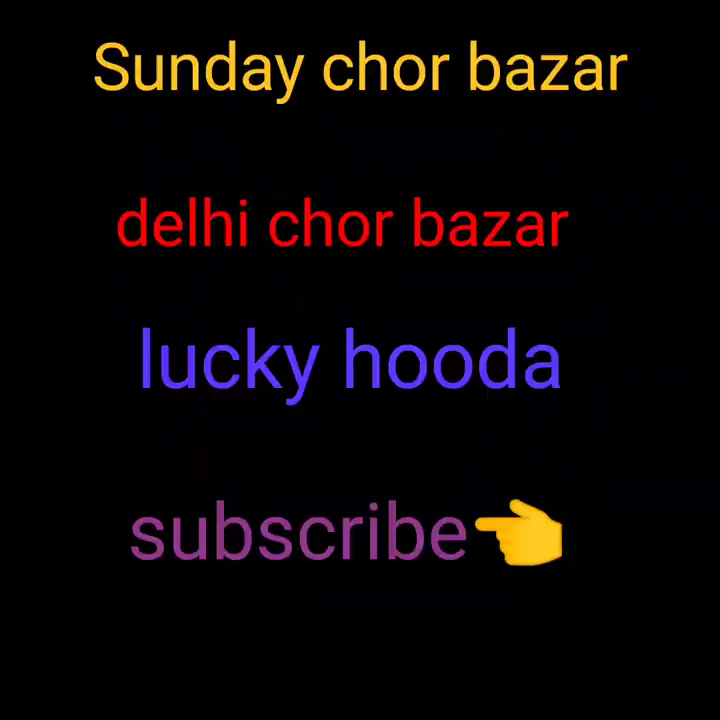 Sunday chor bazar
delhi chor bazar
lucky hooda
subscribe👈